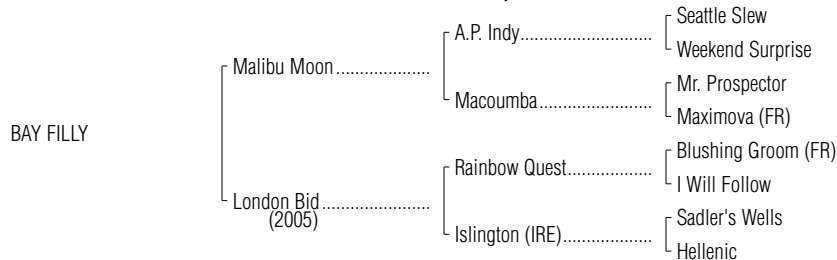 Seattle Slew
A.P. Indy
Weekend Surprise
Malibu Moon
Mr. Prospector
Macoumba
Maximova (FR)
BAY FILLY
Blushing Groom (FR)
Rainbow Quest
I Will Follow
London Bid
(2005)
Sadler's Wells
Islington (IRE)
Hellenic